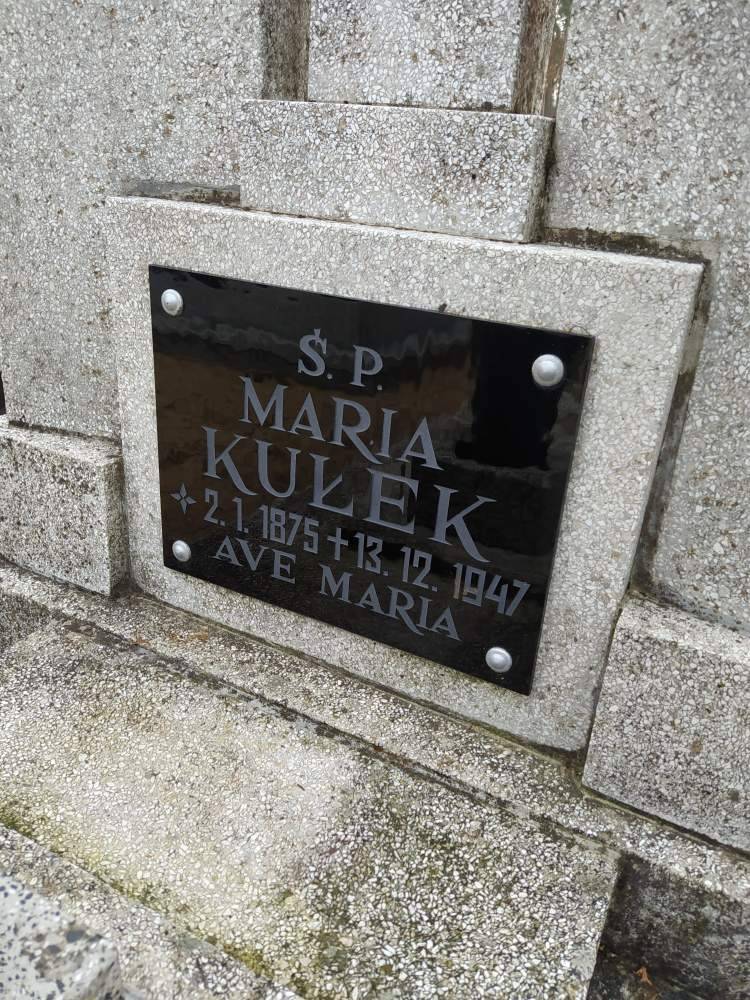 Ś. P.
MARIA
KUŁEK
2. 1. 1875 + 13. 12. 1947
AVE MARIA